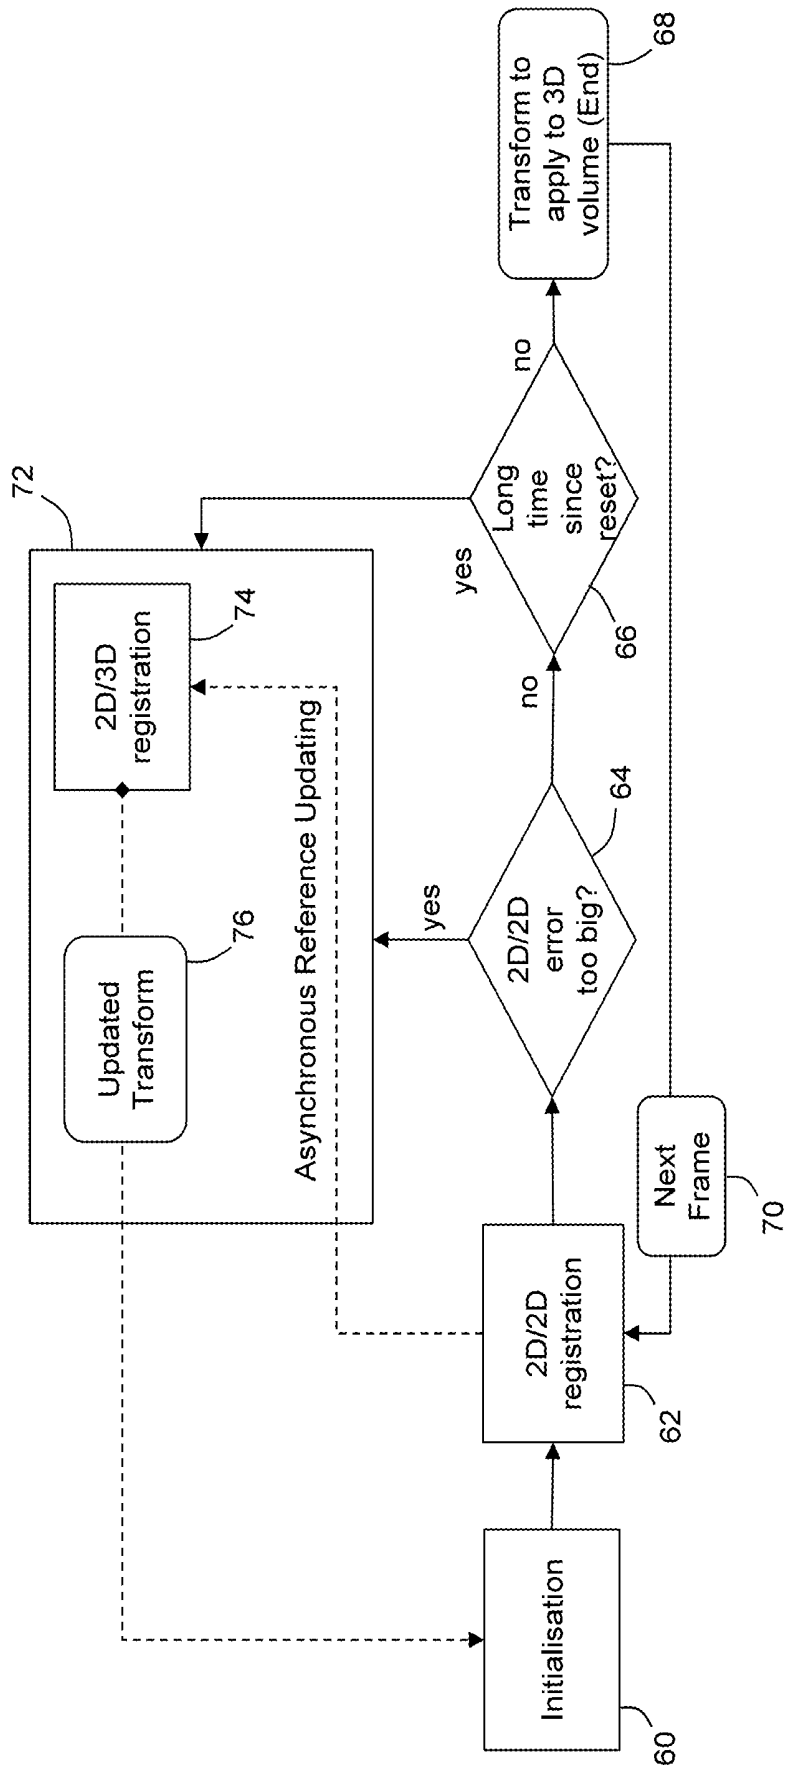 72
2D/3D
registration
74
Updated
Transform
76
Asynchronous Reference Updating
Initialisation
60
2D/2D
registration
62
2D/2D
error
too big?
64
yes
no
Long
time
since
reset?
66
yes
no
Transform to
apply to 3D
volume (End)
68
Next
Frame
70